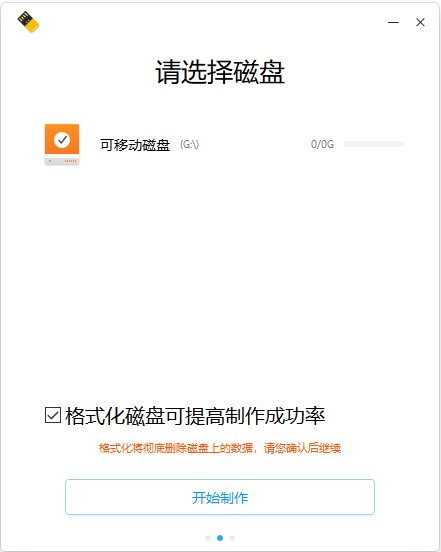 请选择磁盘
可移动磁盘 (G:\) 0/0G
格式化磁盘可提高制作成功率
格式化将彻底删除磁盘上的数据，请您确认后继续
开始制作